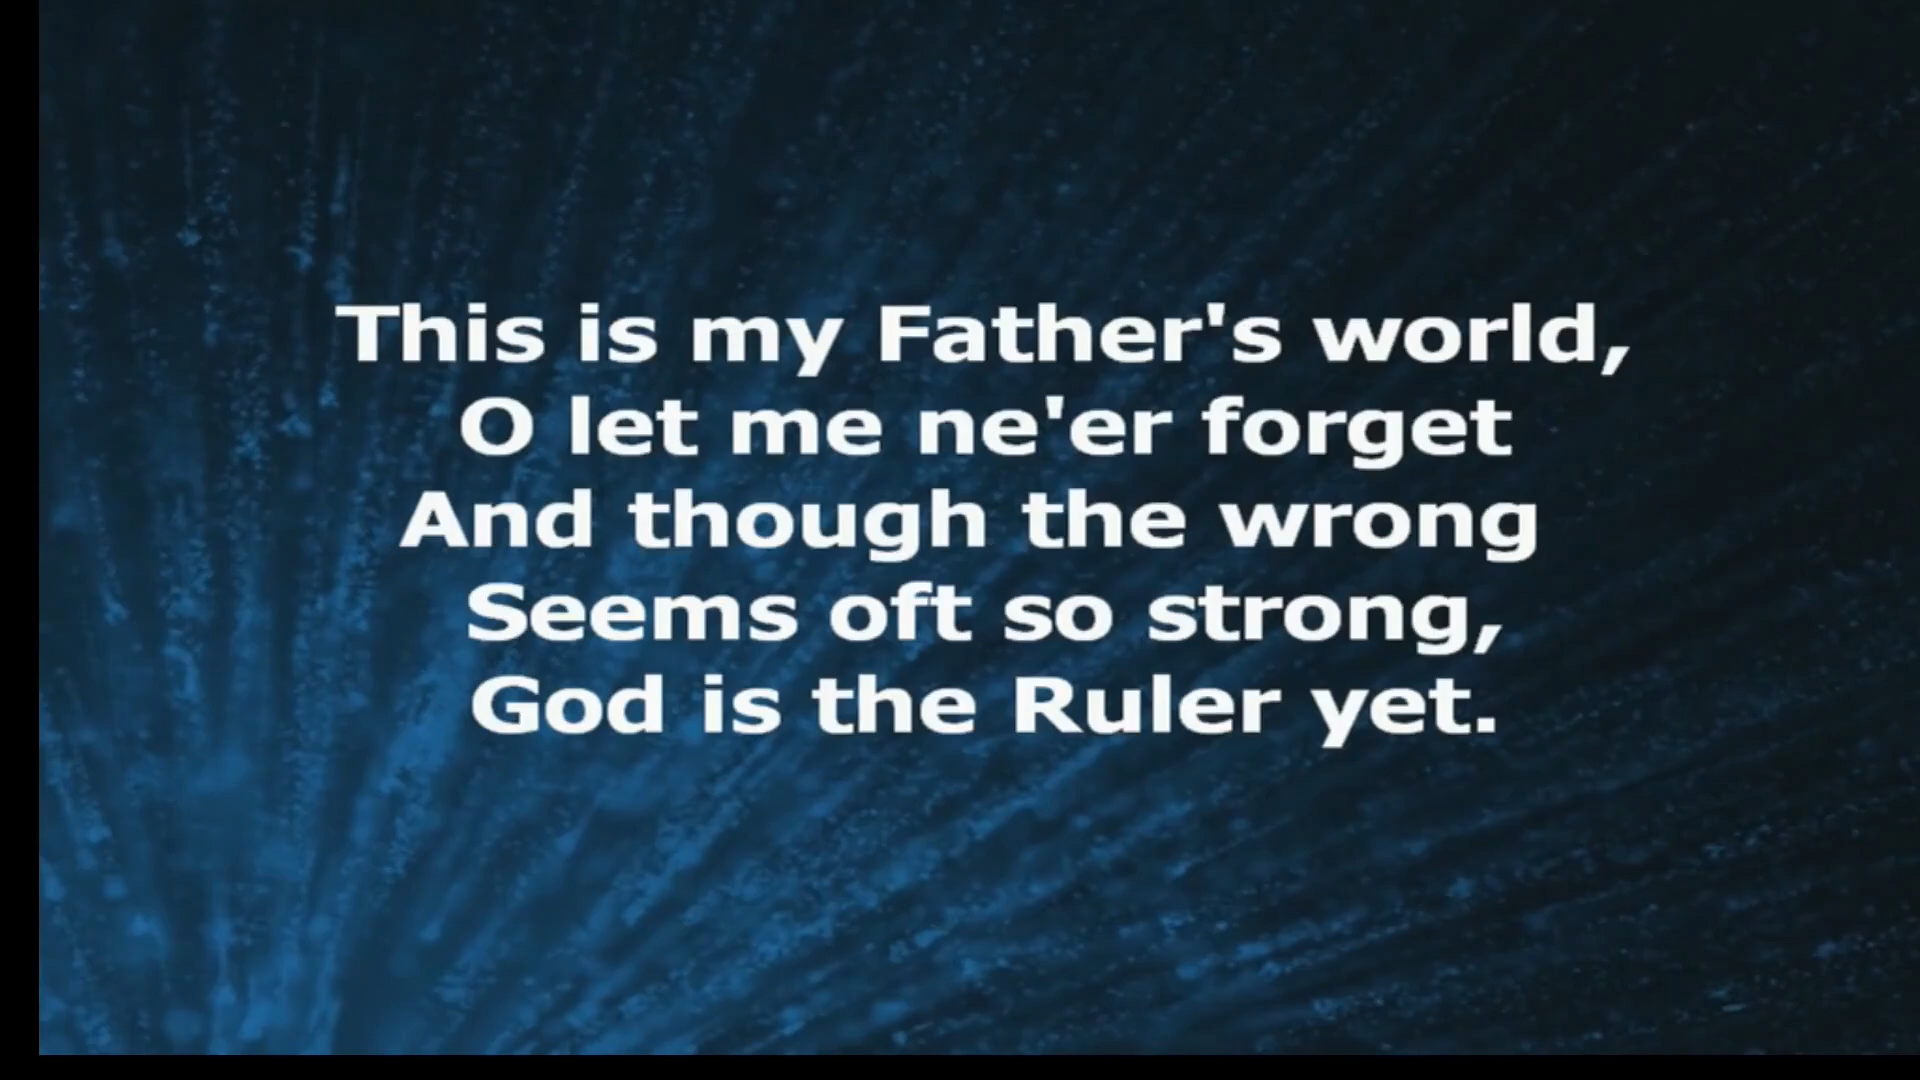 This is my Father's world,
O let me ne'er forget
And though the wrong
Seems oft so strong,
God is the Ruler yet.